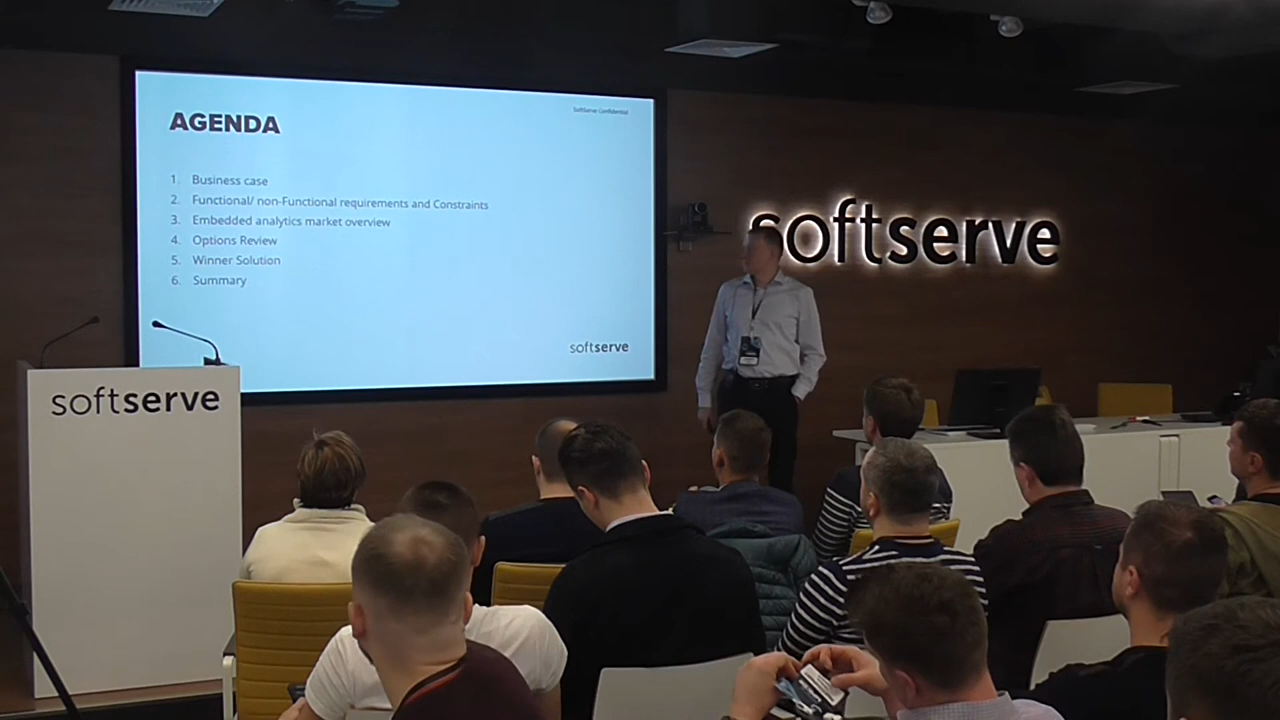 SoftServe Confidential
AGENDA
1. Business case
2. Functional/ non-Functional requirements and Constraints
3. Embedded analytics market overview
4. Options Review
5. Winner Solution
6. Summary
softserve
softserve
softserve